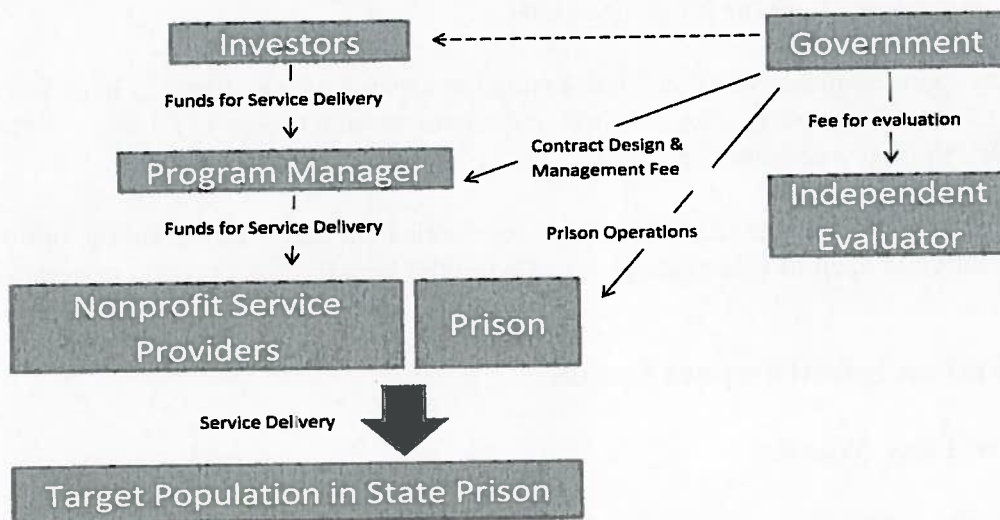 Investors
Government
Funds for Service Delivery
Fee for evaluation
Contract Design &
Management Fee
Program Manager
Independent
Evaluator
Funds for Service Delivery
Prison Operations
Nonprofit Service
Providers
Prison
Service Delivery
Target Population in State Prison